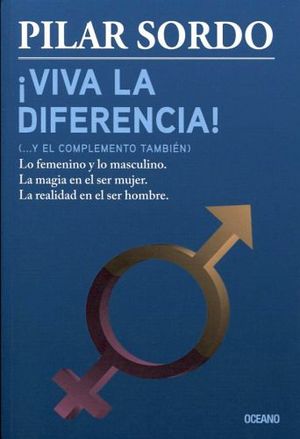 PILAR SORDO
¡VIVA LA
DIFERENCIA!
(...Y EL COMPLEMENTO TAMBIÉN)
Lo femenino y lo masculino.
La magia en el ser mujer.
La realidad en el ser hombre.
OCEANO